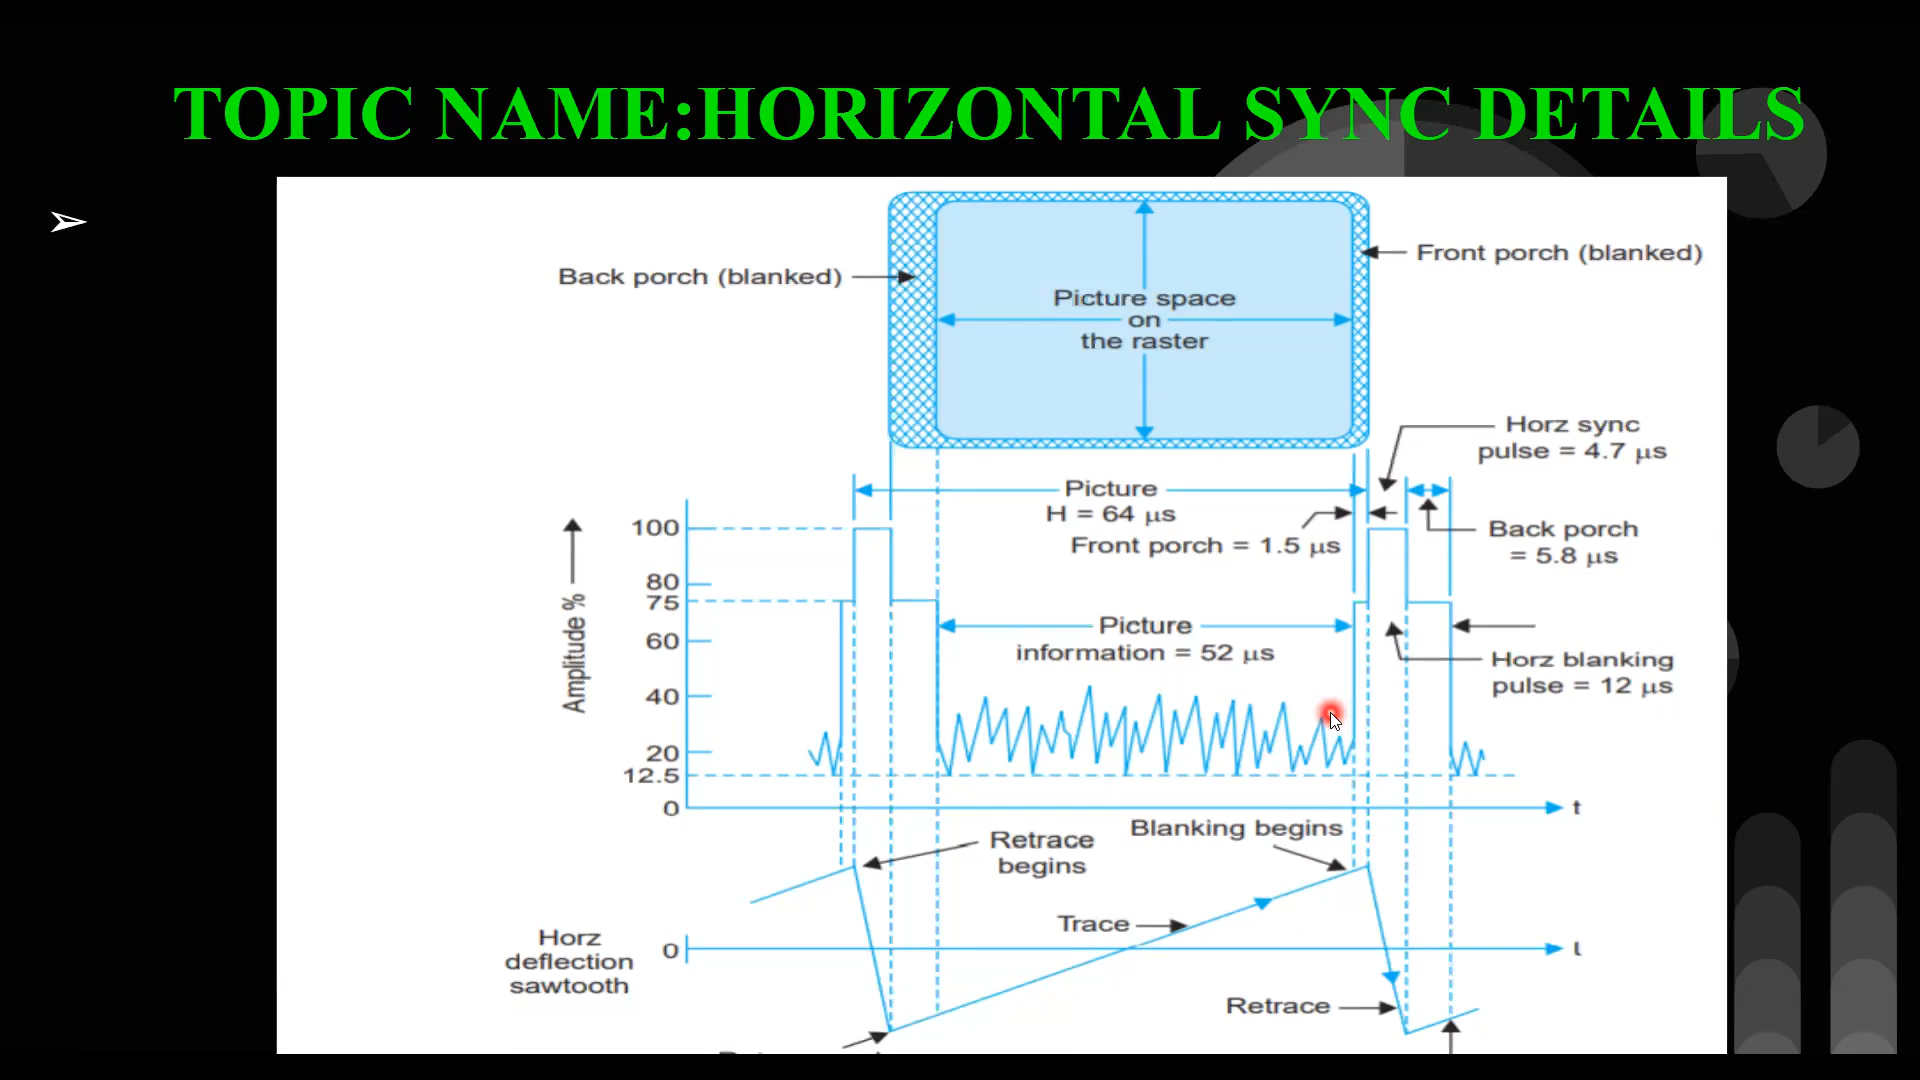 TOPIC NAME:HORIZONTAL SYNC DETAILS
Back porch (blanked)
Front porch (blanked)
Picture space
on
the raster
Horz sync
pulse = 4.7 μs
Picture
H = 64 μs
Front porch = 1.5 μs
Back porch
= 5.8 μs
Amplitude %
100
80
75
60
40
20
12.5
0
Picture
information = 52 μs
Horz blanking
pulse = 12 μs
t
Retrace
begins
Blanking begins
Trace
Horz
deflection
sawtooth
0
t
Retrace